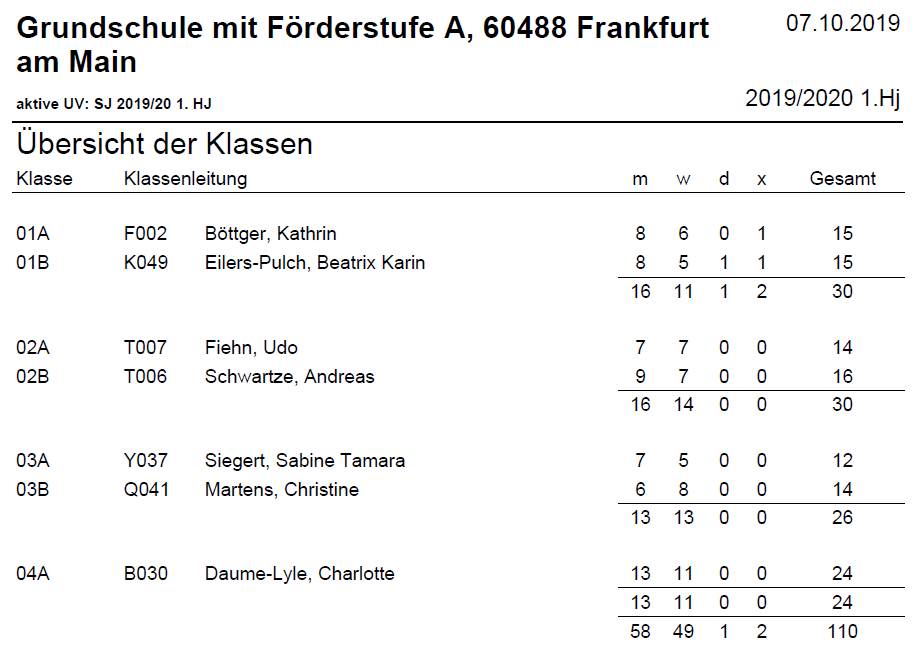 Grundschule mit Förderstufe A, 60488 Frankfurt am Main 07.10.2019
aktive UV: SJ 2019/20 1. HJ 2019/2020 1.Hj
Übersicht der Klassen
Klasse Klassenleitung m w d x Gesamt
01A F002 Böttger, Kathrin 8 6 0 1 15
01B K049 Eilers-Pulch, Beatrix Karin 8 5 1 1 15
16 11 1 2 30
02A T007 Fiehn, Udo 7 7 0 0 14
02B T006 Schwartze, Andreas 9 7 0 0 16
16 14 0 0 30
03A Y037 Siegert, Sabine Tamara 7 5 0 0 12
03B Q041 Martens, Christine 6 8 0 0 14
13 13 0 0 26
04A B030 Daume-Lyle, Charlotte 13 11 0 0 24
13 11 0 0 24
58 49 1 2 110